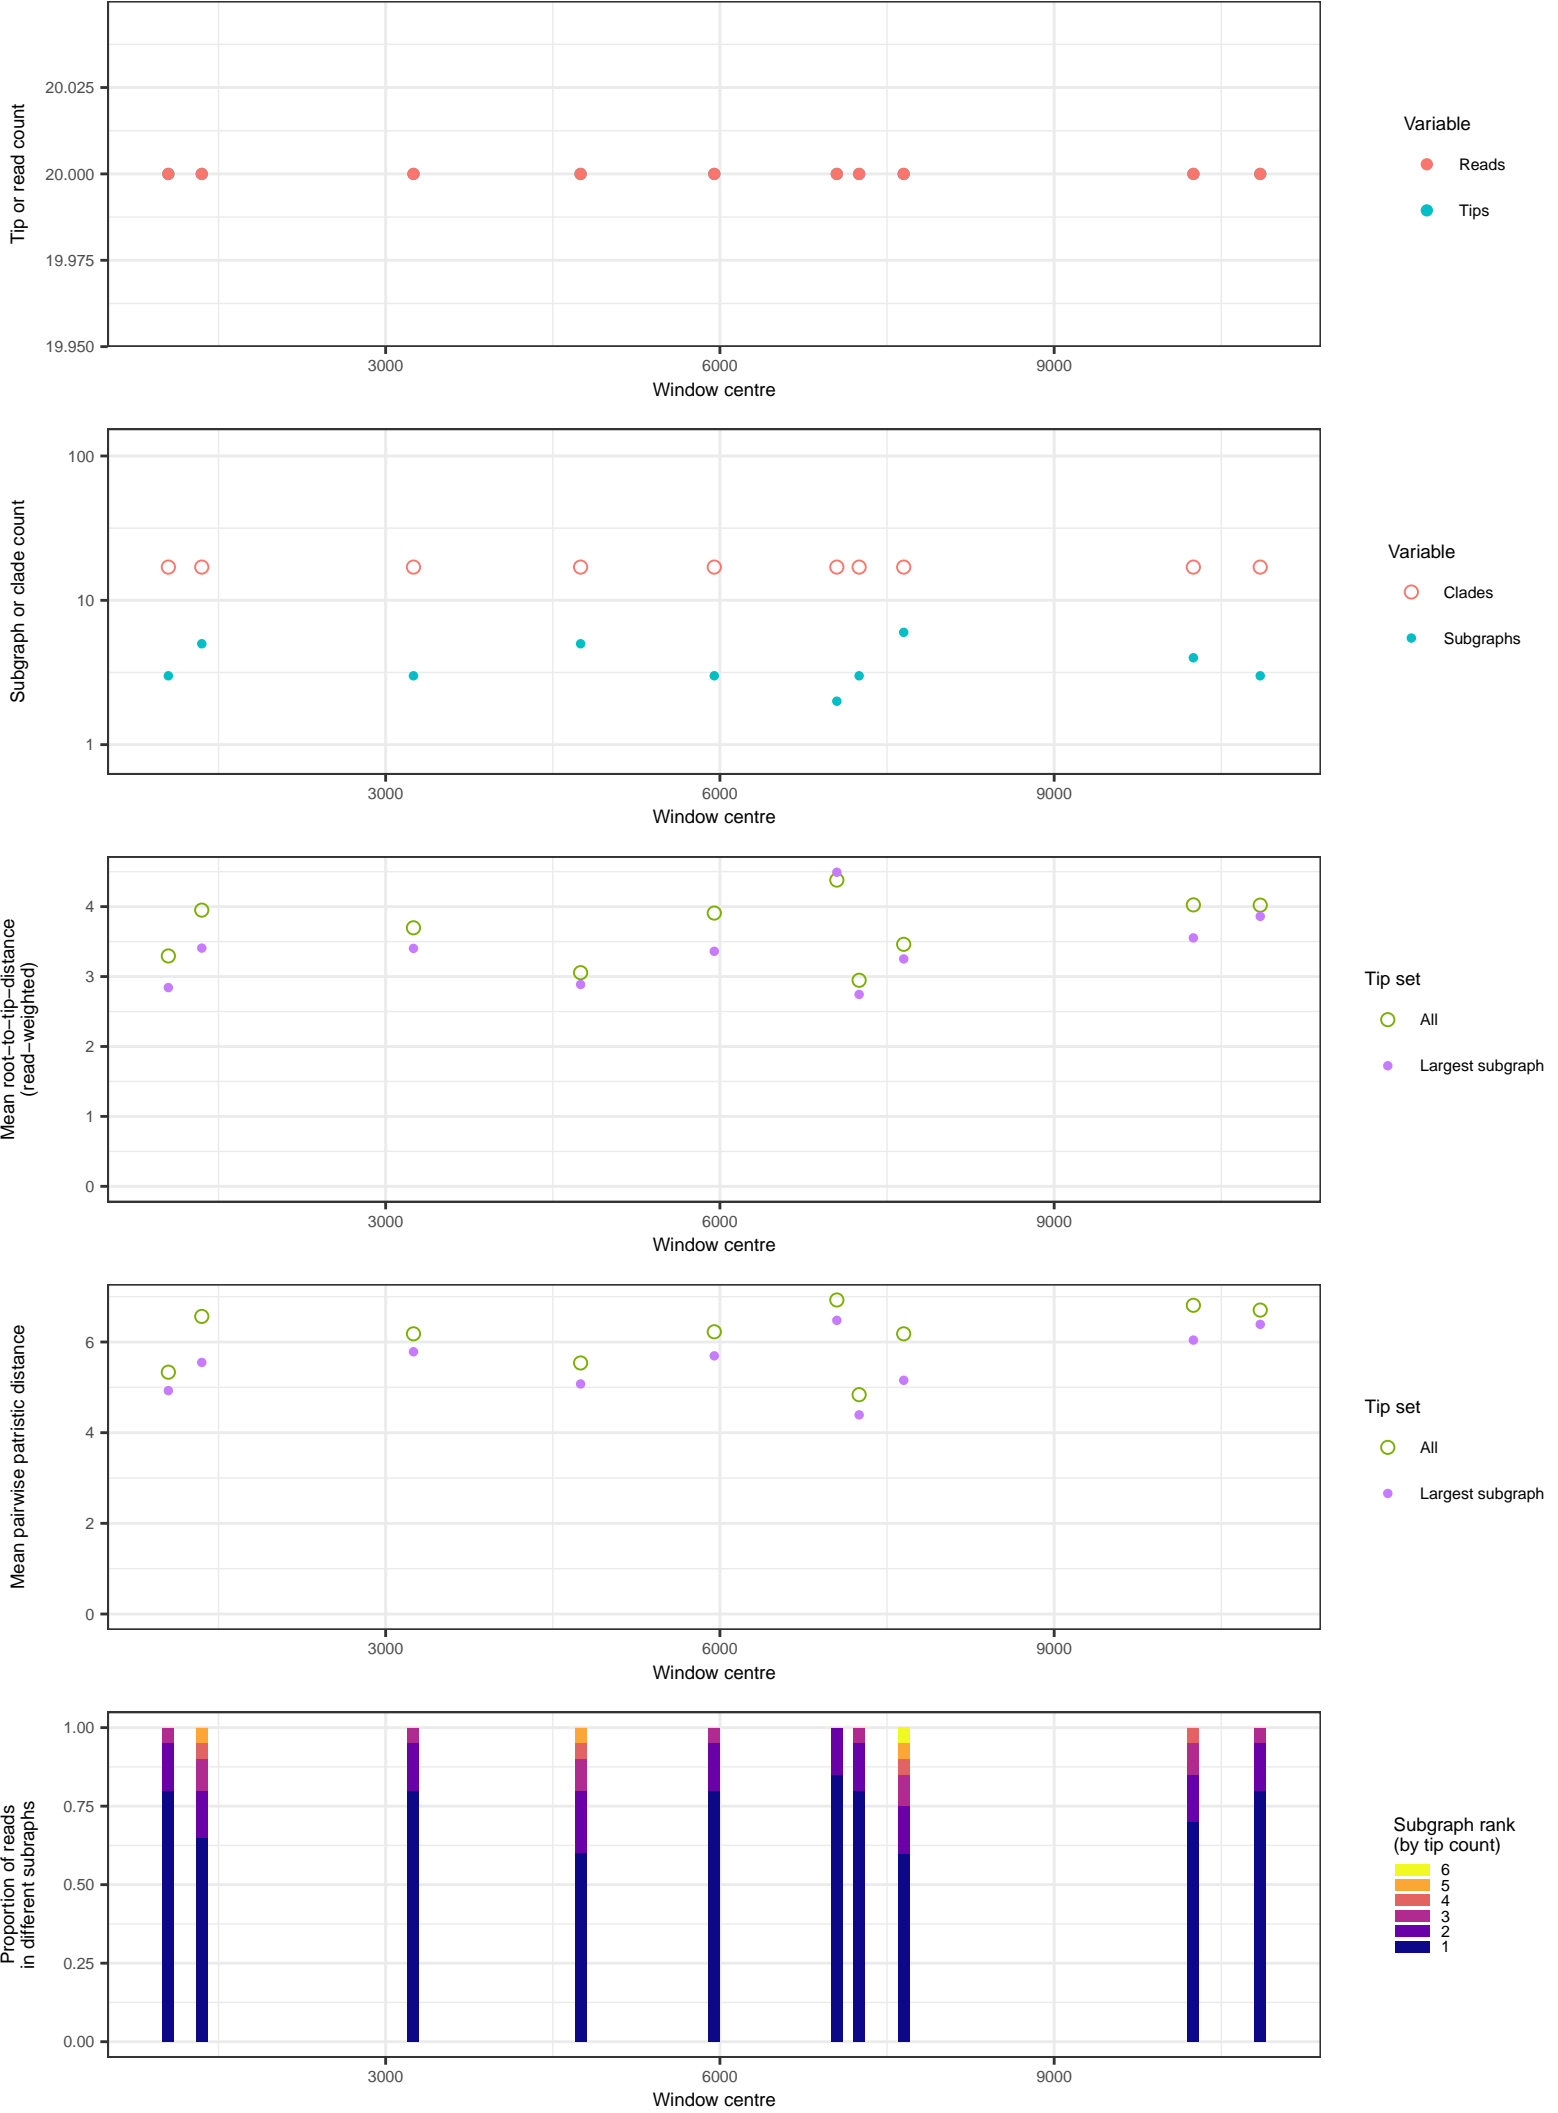 20.025
20.000
19.975
19.950
Tip or read count
3000 6000 9000
Window centre
Variable
Reads
Tips
100
10
1
Subgraph or clade count
3000 6000 9000
Window centre
Variable
Clades
Subgraphs
4
3
2
1
0
Mean root−to−tip−distance
(read−weighted)
3000 6000 9000
Window centre
Tip set
All
Largest subgraph
6
4
2
0
Mean pairwise patristic distance
3000 6000 9000
Window centre
Tip set
All
Largest subgraph
1.00
0.75
0.50
0.25
0.00
Proportion of reads
in different subraphs
3000 6000 9000
Window centre
Subgraph rank
(by tip count)
6
5
4
3
2
1